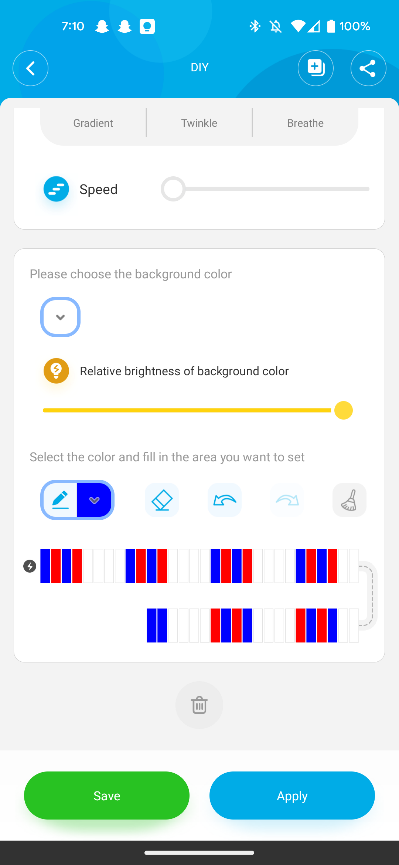 7:10
100%
DIY
Gradient
Twinkle
Breathe
Speed
Please choose the background color
Relative brightness of background color
Select the color and fill in the area you want to set
Save
Apply